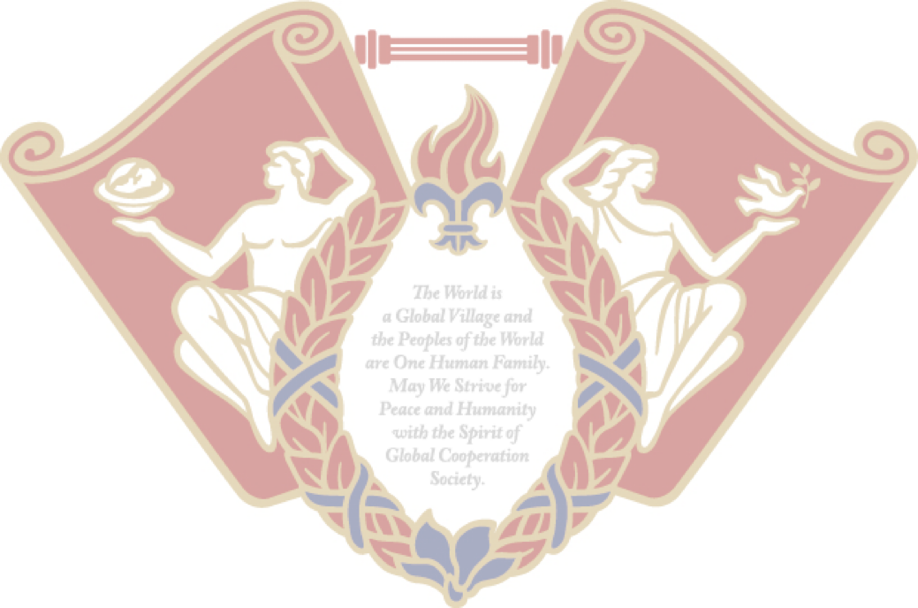 The World is
a Global Village and
the Peoples of the World
are One Human Family.
May We Strive for
Peace and Humanity
with the Spirit of
Global Cooperation
Society.